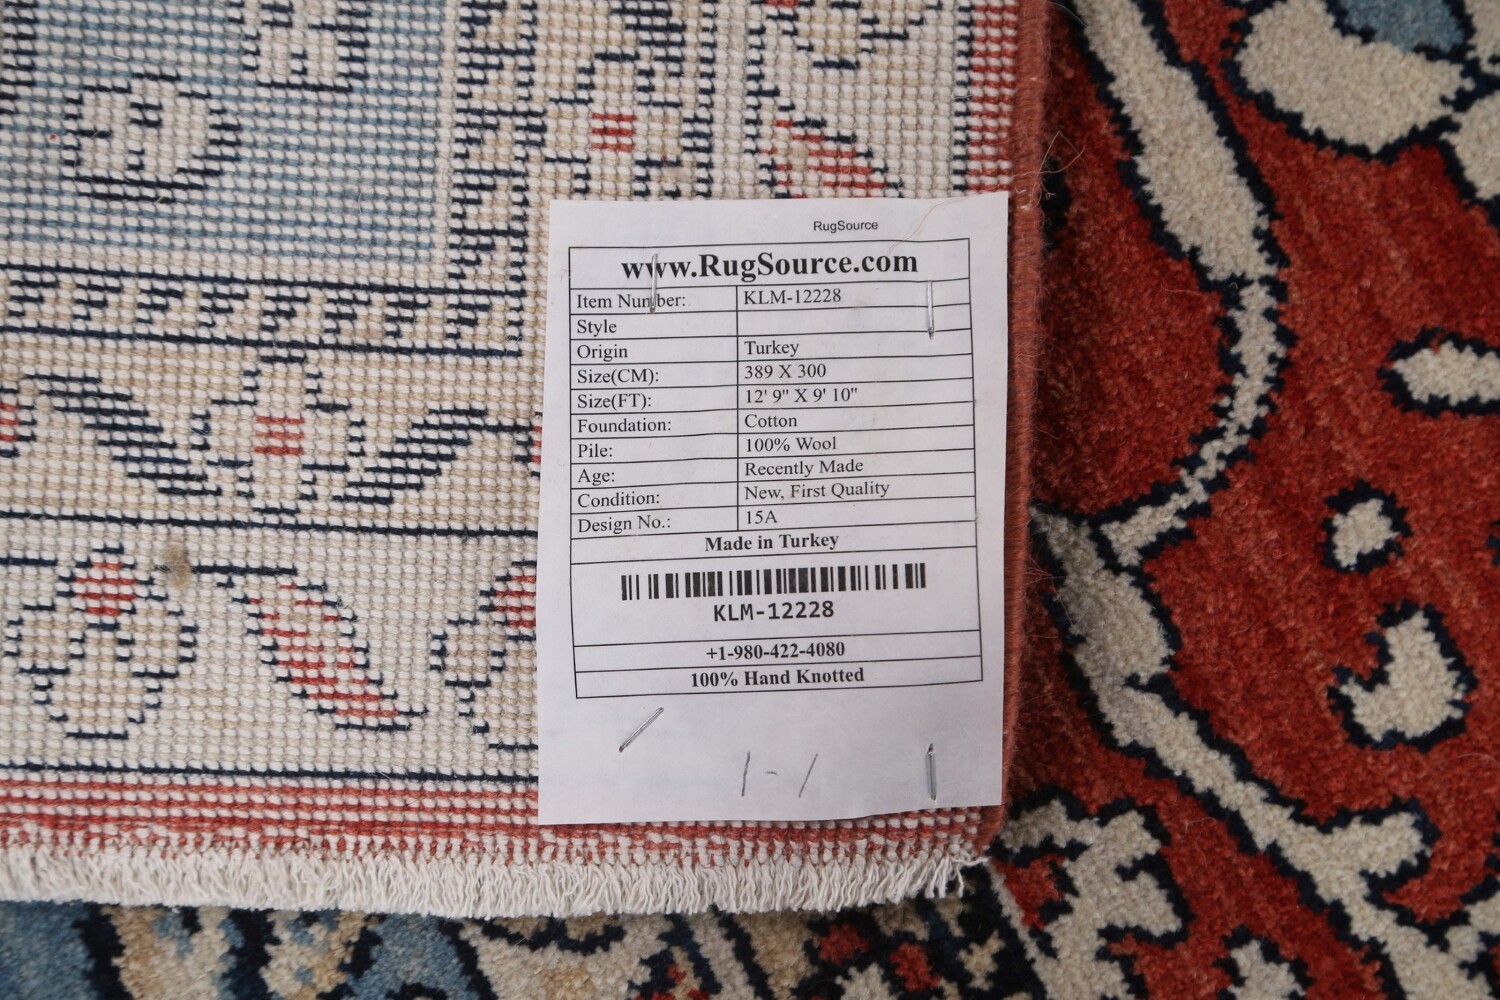 RugSource
www.RugSource.com
Item Number: KLM-12228
Style
Origin Turkey
Size(CM): 389 X 300
Size(FT): 12' 9" X 9' 10"
Foundation: Cotton
Pile: 100% Wool
Age: Recently Made
Condition: New, First Quality
Design No.: 15A
Made in Turkey
KLM-12228
+1-980-422-4080
100% Hand Knotted
1-1